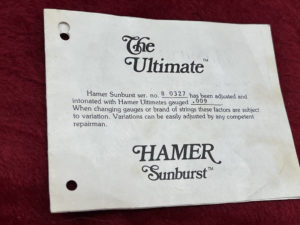 The
Ultimate™
Hamer Sunburst ser. no. 8 0327 has been adjusted and
intonated with Hamer Ultimates gauged .009
When changing gauges or brand of strings these factors are subject
to variation. Variations can be easily adjusted by any competent
repairman.
HAMER
Sunburst™